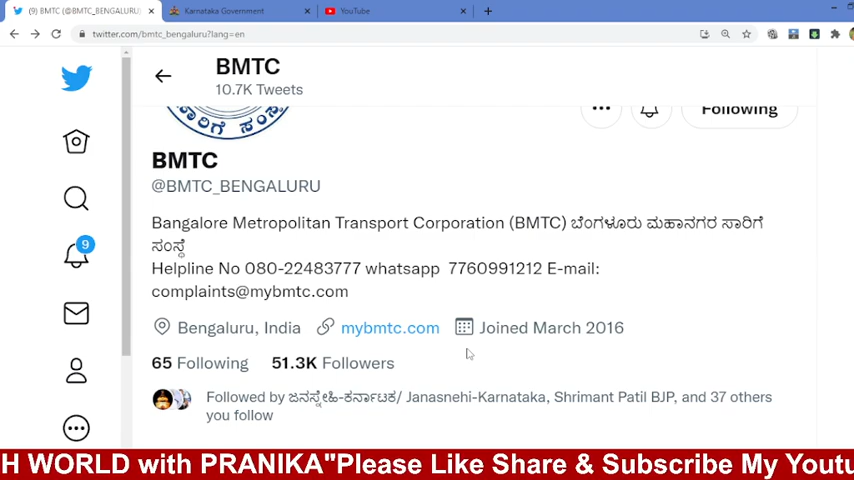 (9) BMTC (@BMTC_BENGALURU)
Karnataka Government
YouTube
twitter.com/bmtc_bengaluru?lang=en
BMTC
10.7K Tweets
ಸಾರಿಗೆ ಸಂಸ್ಥೆ
Following
BMTC
@BMTC_BENGALURU
Bangalore Metropolitan Transport Corporation (BMTC) ಬೆಂಗಳೂರು ಮಹಾನಗರ ಸಾರಿಗೆ
ಸಂಸ್ಥೆ
Helpline No 080-22483777 whatsapp 7760991212 E-mail:
complaints@mybmtc.com
Bengaluru, India mybmtc.com Joined March 2016
65 Following 51.3K Followers
9
Followed by ಜನಸ್ನೇಹಿ-ಕರ್ನಾಟಕ/ Janasnehi-Karnataka, Shrimant Patil BJP, and 37 others
you follow
H WORLD with PRANIKA"Please Like Share & Subscribe My Youtu